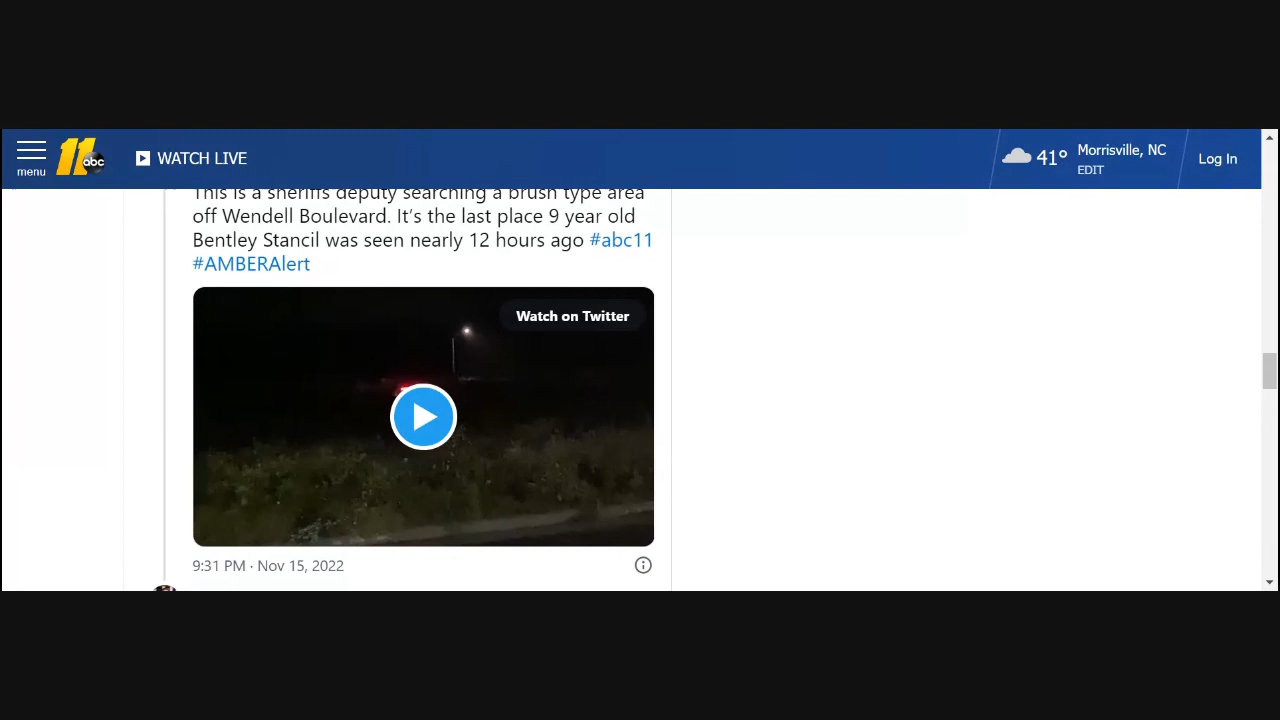 11 abc
WATCH LIVE
41°
Morrisville, NC
EDIT
Log In
menu
This is a sheriffs deputy searching a brush type area
off Wendell Boulevard. It's the last place 9 year old
Bentley Stancil was seen nearly 12 hours ago #abc11
#AMBERAlert
Watch on Twitter
9:31 PM · Nov 15, 2022